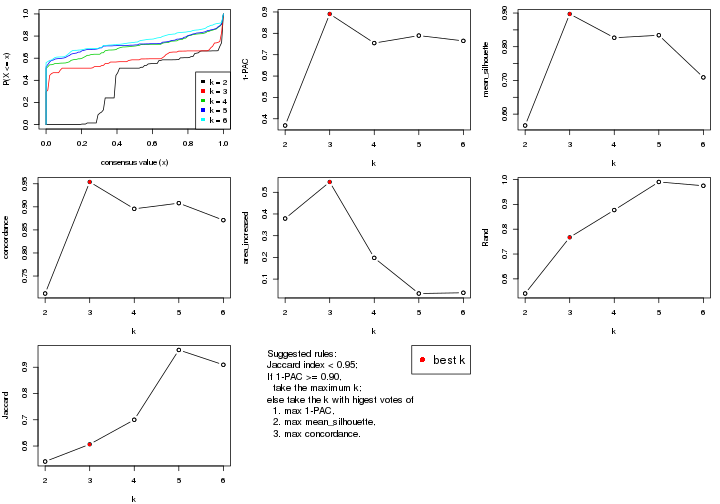 P(X <= x)
0.0 0.2 0.4 0.6 0.8 1.0
k = 2
k = 3
k = 4
k = 5
k = 6
0.0 0.2 0.4 0.6 0.8 1.0
consensus value (x)
1-PAC
0.4 0.5 0.6 0.7 0.8 0.9
2 3 4 5 6
k
mean_silhouette
0.60 0.70 0.80 0.90
2 3 4 5 6
k
concordance
0.75 0.80 0.85 0.90 0.95
2 3 4 5 6
k
area_increased
0.1 0.2 0.3 0.4 0.5
2 3 4 5 6
k
Rand
0.6 0.7 0.8 0.9 1.0
2 3 4 5 6
k
Jaccard
0.6 0.7 0.8 0.9
2 3 4 5 6
k
Suggested rules:
Jaccard index < 0.95;
If 1-PAC >= 0.90,
take the maximum k;
else take the k with higest votes of
1. max 1-PAC,
2. max mean_silhouette,
3. max concordance.
best k